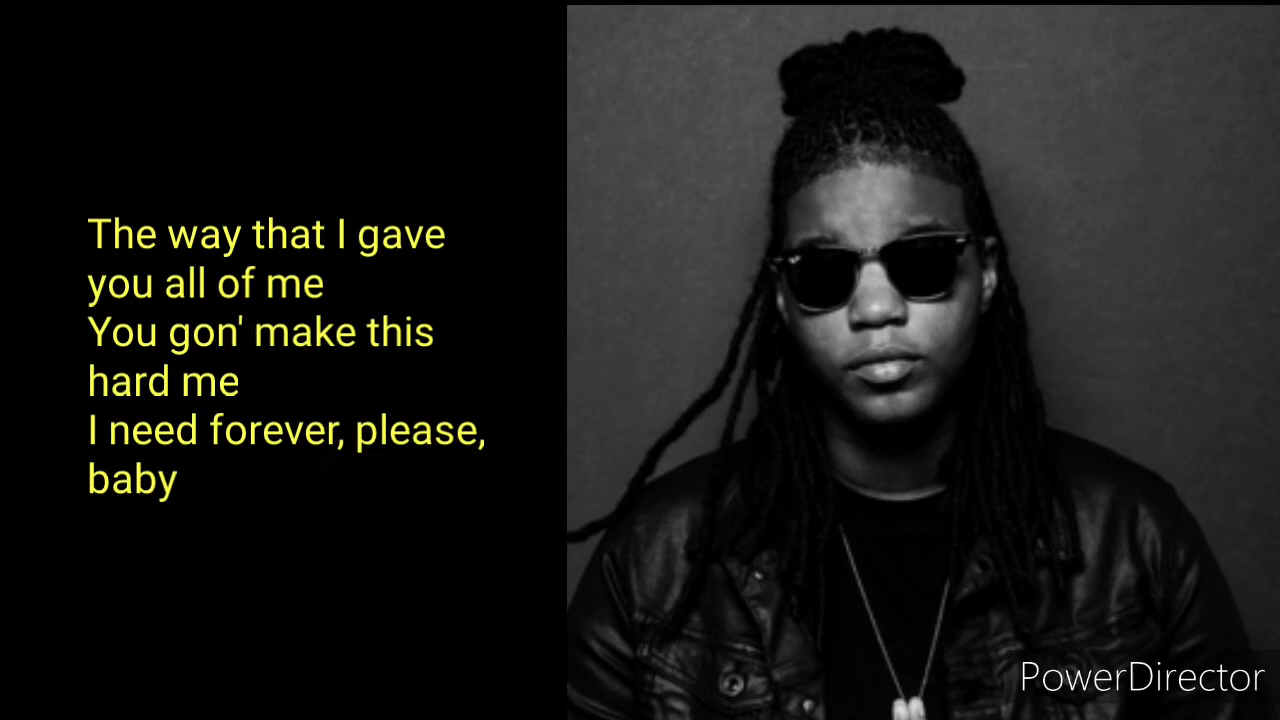 The way that I gave
you all of me
You gon' make this
hard me
I need forever, please,
baby
PowerDirector